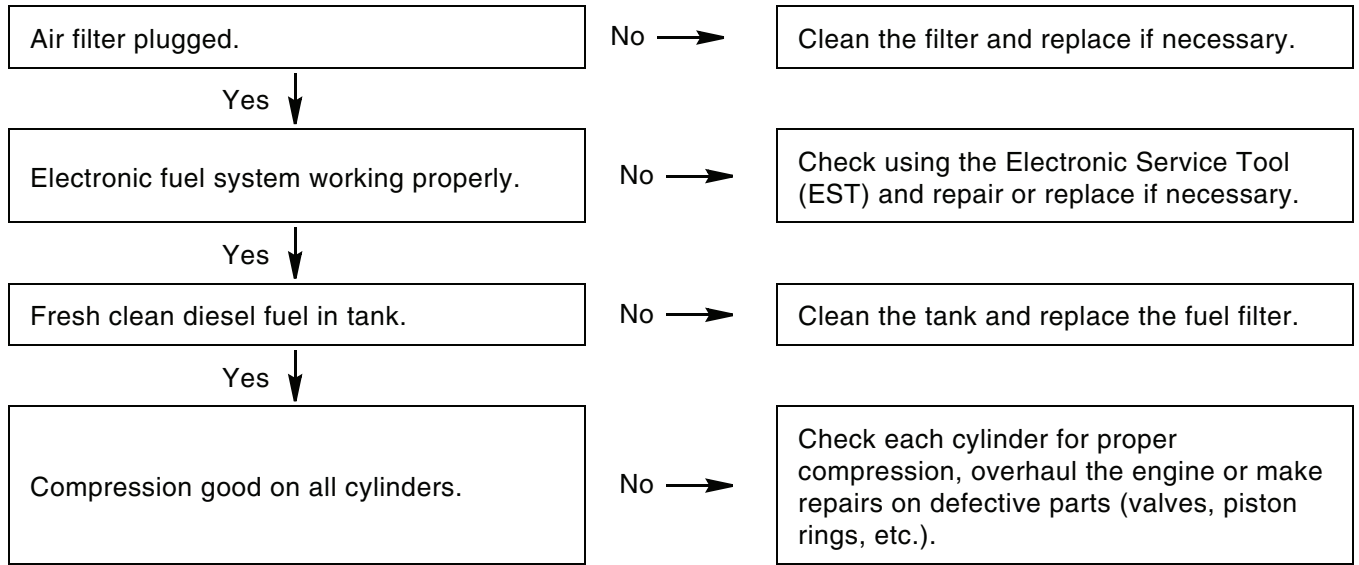 Air filter plugged.
No
Clean the filter and replace if necessary.
Yes
Electronic fuel system working properly.
No
Check using the Electronic Service Tool
(EST) and repair or replace if necessary.
Yes
Fresh clean diesel fuel in tank.
No
Clean the tank and replace the fuel filter.
Yes
Compression good on all cylinders.
No
Check each cylinder for proper
compression, overhaul the engine or make
repairs on defective parts (valves, piston
rings, etc.).